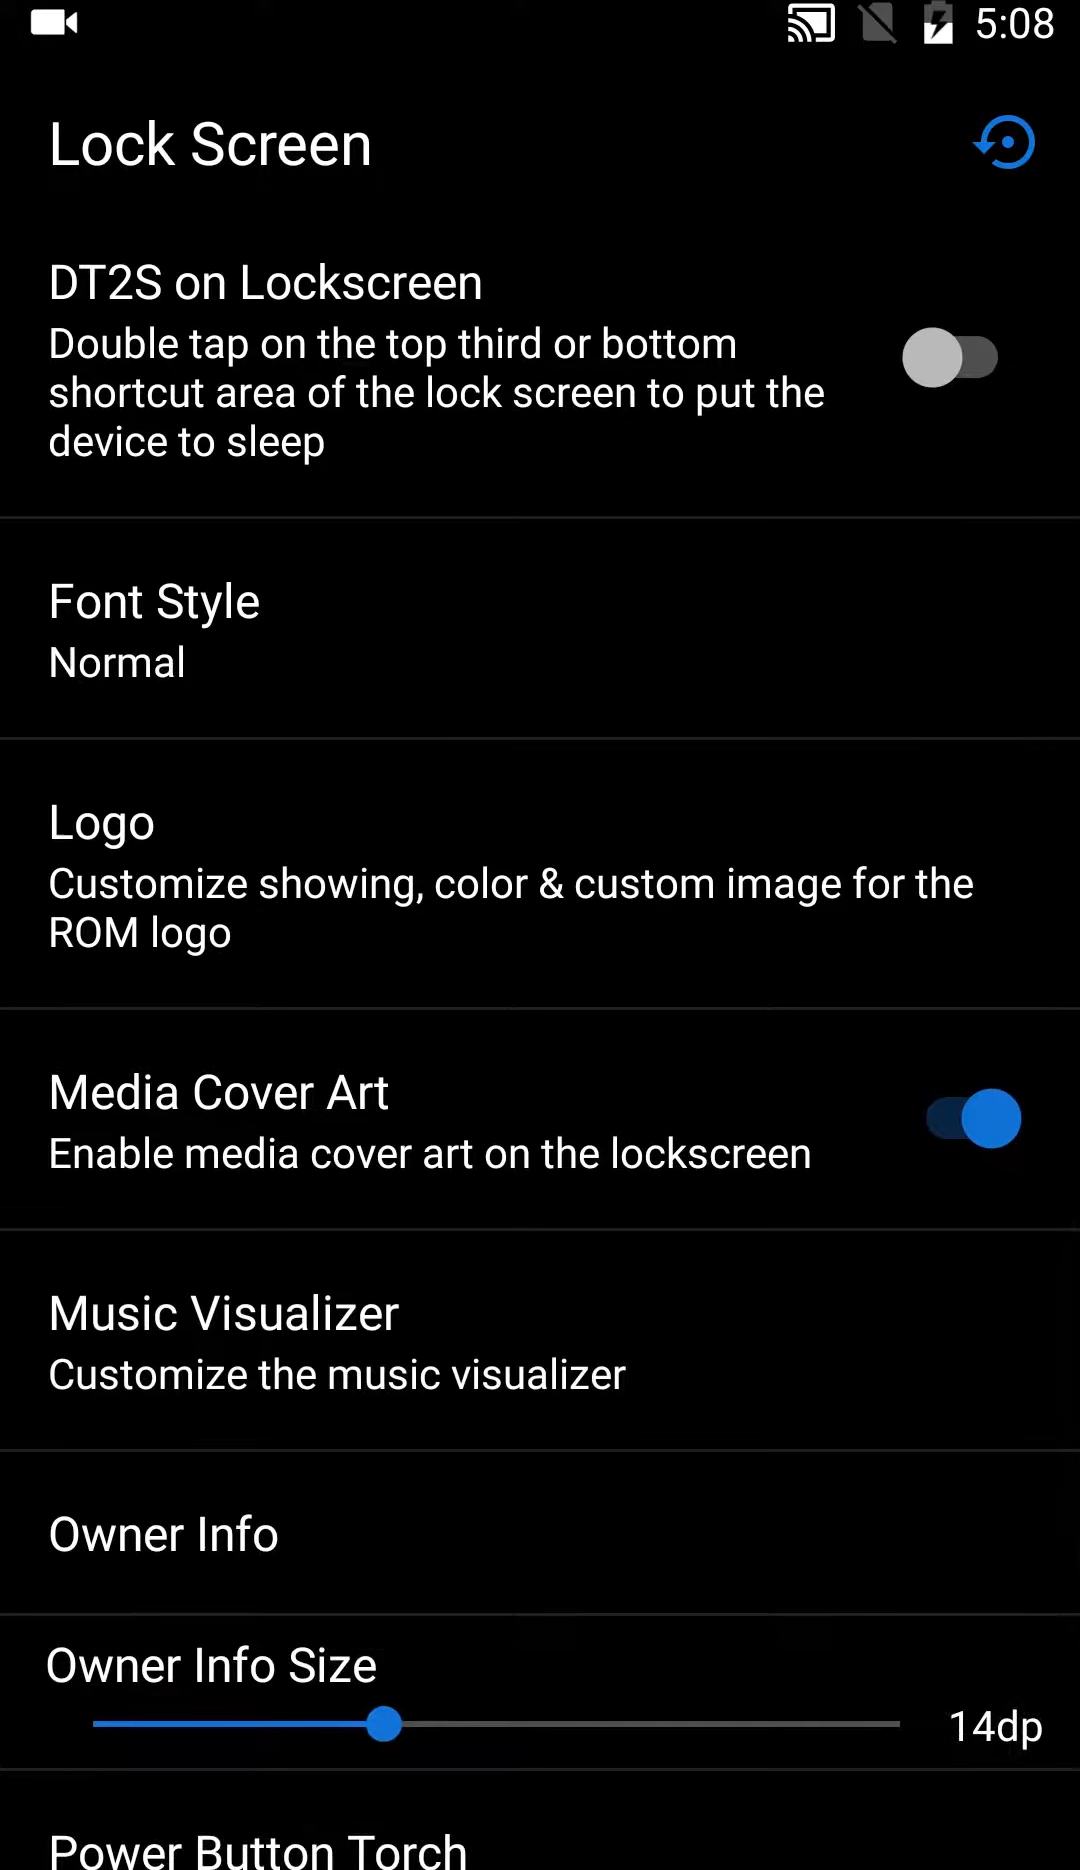 5:08
Lock Screen
DT2S on Lockscreen
Double tap on the top third or bottom
shortcut area of the lock screen to put the
device to sleep
Font Style
Normal
Logo
Customize showing, color & custom image for the
ROM logo
Media Cover Art
Enable media cover art on the lockscreen
Music Visualizer
Customize the music visualizer
Owner Info
Owner Info Size
14dp
Power Button Torch